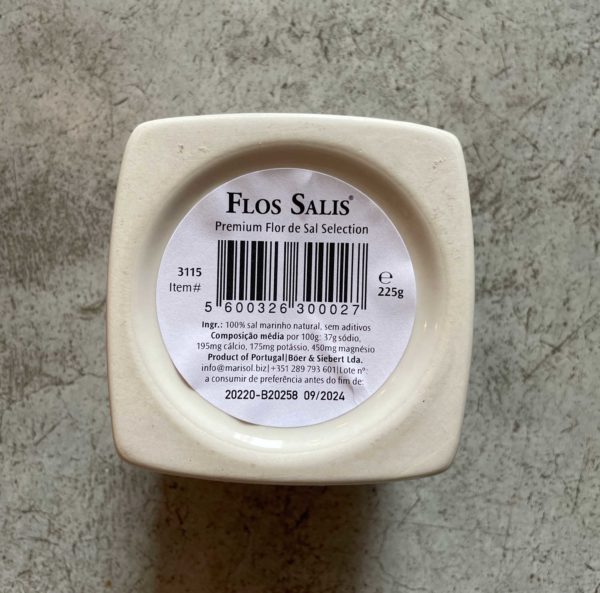 FLOS SALIS®
Premium Flor de Sal Selection
3115
Item#
5 600326 300027
℮
225g
Ingr.: 100% sal marinho natural, sem aditivos
Composição média por 100g: 37g sódio,
195mg cálcio, 175mg potássio, 450mg magnésio
Product of Portugal|Böer & Siebert Lda.
info@marisol.biz|+351 289 793 601|Lote nº:
a consumir de preferência antes do fim de:
20220-B20258 09/2024